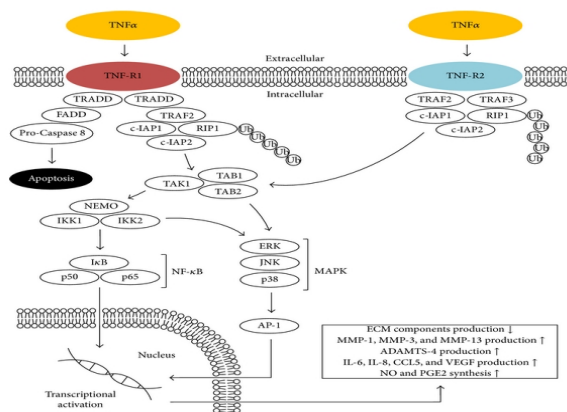 TNFα
TNFα
Extracellular
TNF-R1
TNF-R2
Intracellular
TRADD
TRADD
TRAF2
TRAF3
FADD
TRAF2
c-IAP1
RIP1
Ub
Ub
Ub
Ub
Ub
Pro-Caspase 8
c-IAP1
RIP1
Ub
Ub
Ub
Ub
Ub
c-IAP2
c-IAP2
Apoptosis
TAK1
TAB1
TAB2
NEMO
IKK1
IKK2
ERK
JNK
p38
MAPK
IκB
p50
p65
NF-κB
AP-1
Nucleus
Transcriptional
activation
ECM components production ↓
MMP-1, MMP-3, and MMP-13 production ↑
ADAMTS-4 production ↑
IL-6, IL-8, CCL5, and VEGF production ↑
NO and PGE2 synthesis ↑